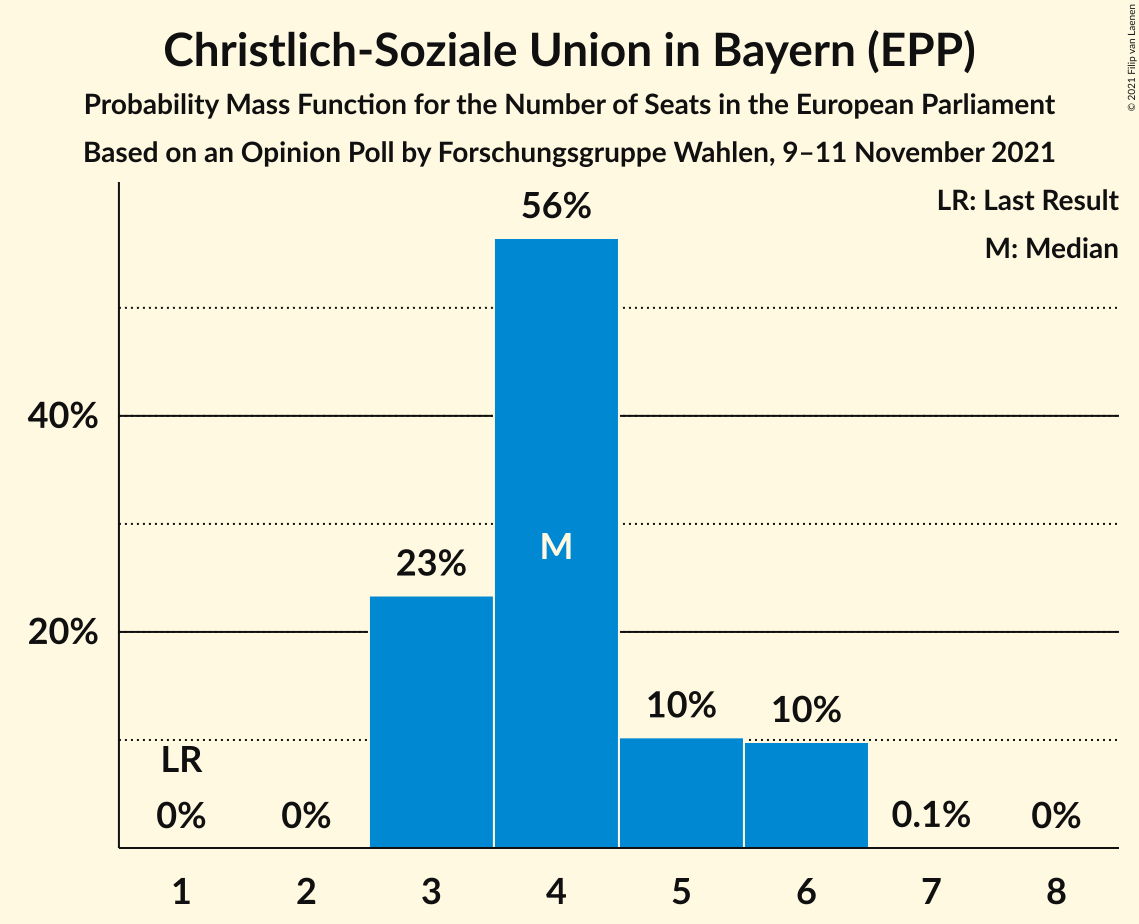 Christlich-Soziale Union in Bayern (EPP)
Probability Mass Function for the Number of Seats in the European Parliament
Based on an Opinion Poll by Forschungsgruppe Wahlen, 9–11 November 2021
© 2021 Filip van Laenen
LR: Last Result
M: Median
56%
40%
M
23%
20%
10%
10%
LR
0%
0%
0.1%
0%
1 2 3 4 5 6 7 8